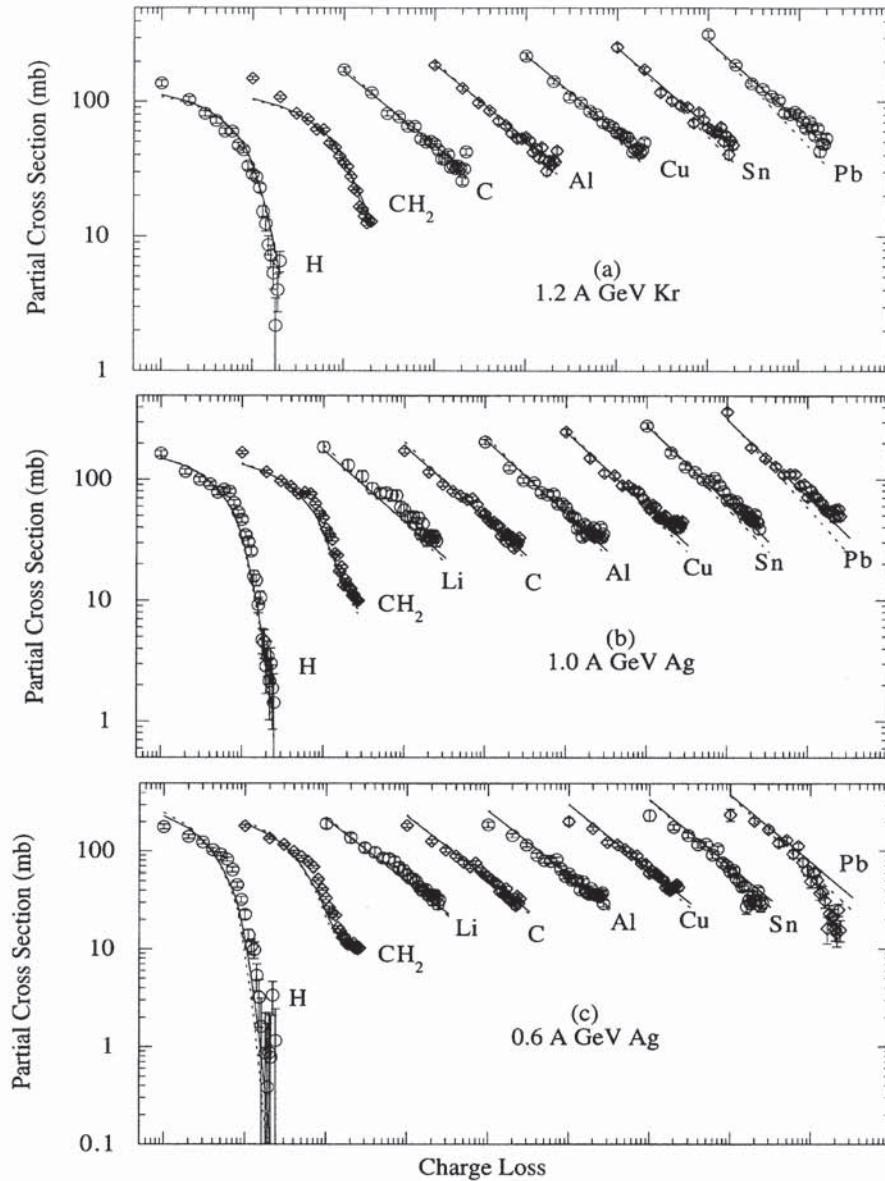 Partial Cross Section (mb)
100
10
1
H
CH2
C
Al
Cu
Sn
Pb
(a)
1.2 A GeV Kr
Partial Cross Section (mb)
100
10
1
H
CH2
Li
C
Al
Cu
Sn
Pb
(b)
1.0 A GeV Ag
Partial Cross Section (mb)
100
10
1
0.1
H
CH2
Li
C
Al
Cu
Sn
Pb
(c)
0.6 A GeV Ag
Charge Loss